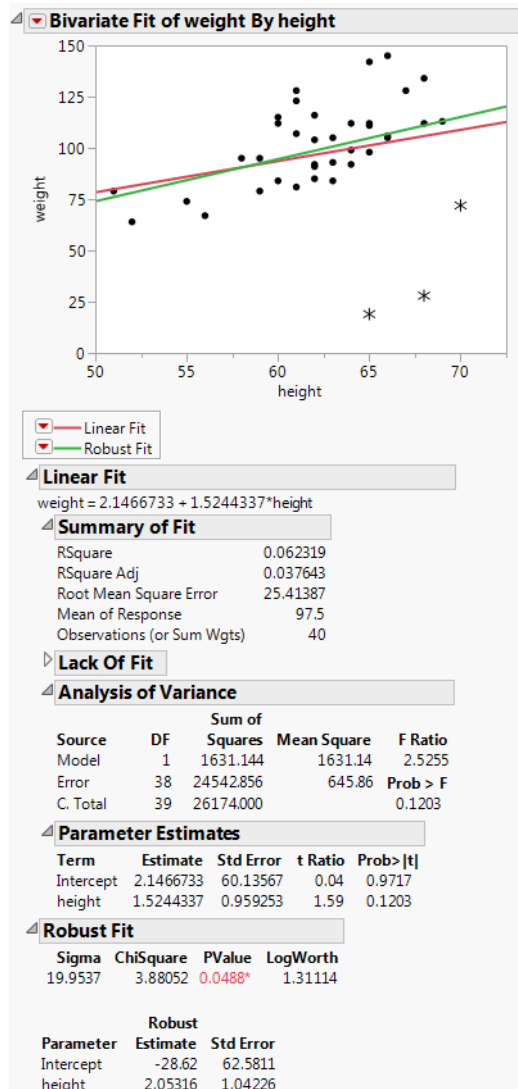 Bivariate Fit of weight By height
150
125
100
75
50
25
0
weight
50 55 60 65 70
height
Linear Fit
Robust Fit
Linear Fit
weight = 2.1466733 + 1.5244337*height
Summary of Fit
RSquare 0.062319
RSquare Adj 0.037643
Root Mean Square Error 25.41387
Mean of Response 97.5
Observations (or Sum Wgts) 40
Lack Of Fit
Analysis of Variance
Sum of
Source DF Squares Mean Square F Ratio
Model 1 1631.144 1631.14 2.5255
Error 38 24542.856 645.86 Prob > F
C. Total 39 26174.000 0.1203
Parameter Estimates
Term Estimate Std Error t Ratio Prob>|t|
Intercept 2.1466733 60.13567 0.04 0.9717
height 1.5244337 0.959253 1.59 0.1203
Robust Fit
Sigma ChiSquare PValue LogWorth
19.9537 3.88052 0.0488* 1.31114
Robust
Parameter Estimate Std Error
Intercept -28.62 62.5811
height 2.05316 1.04226